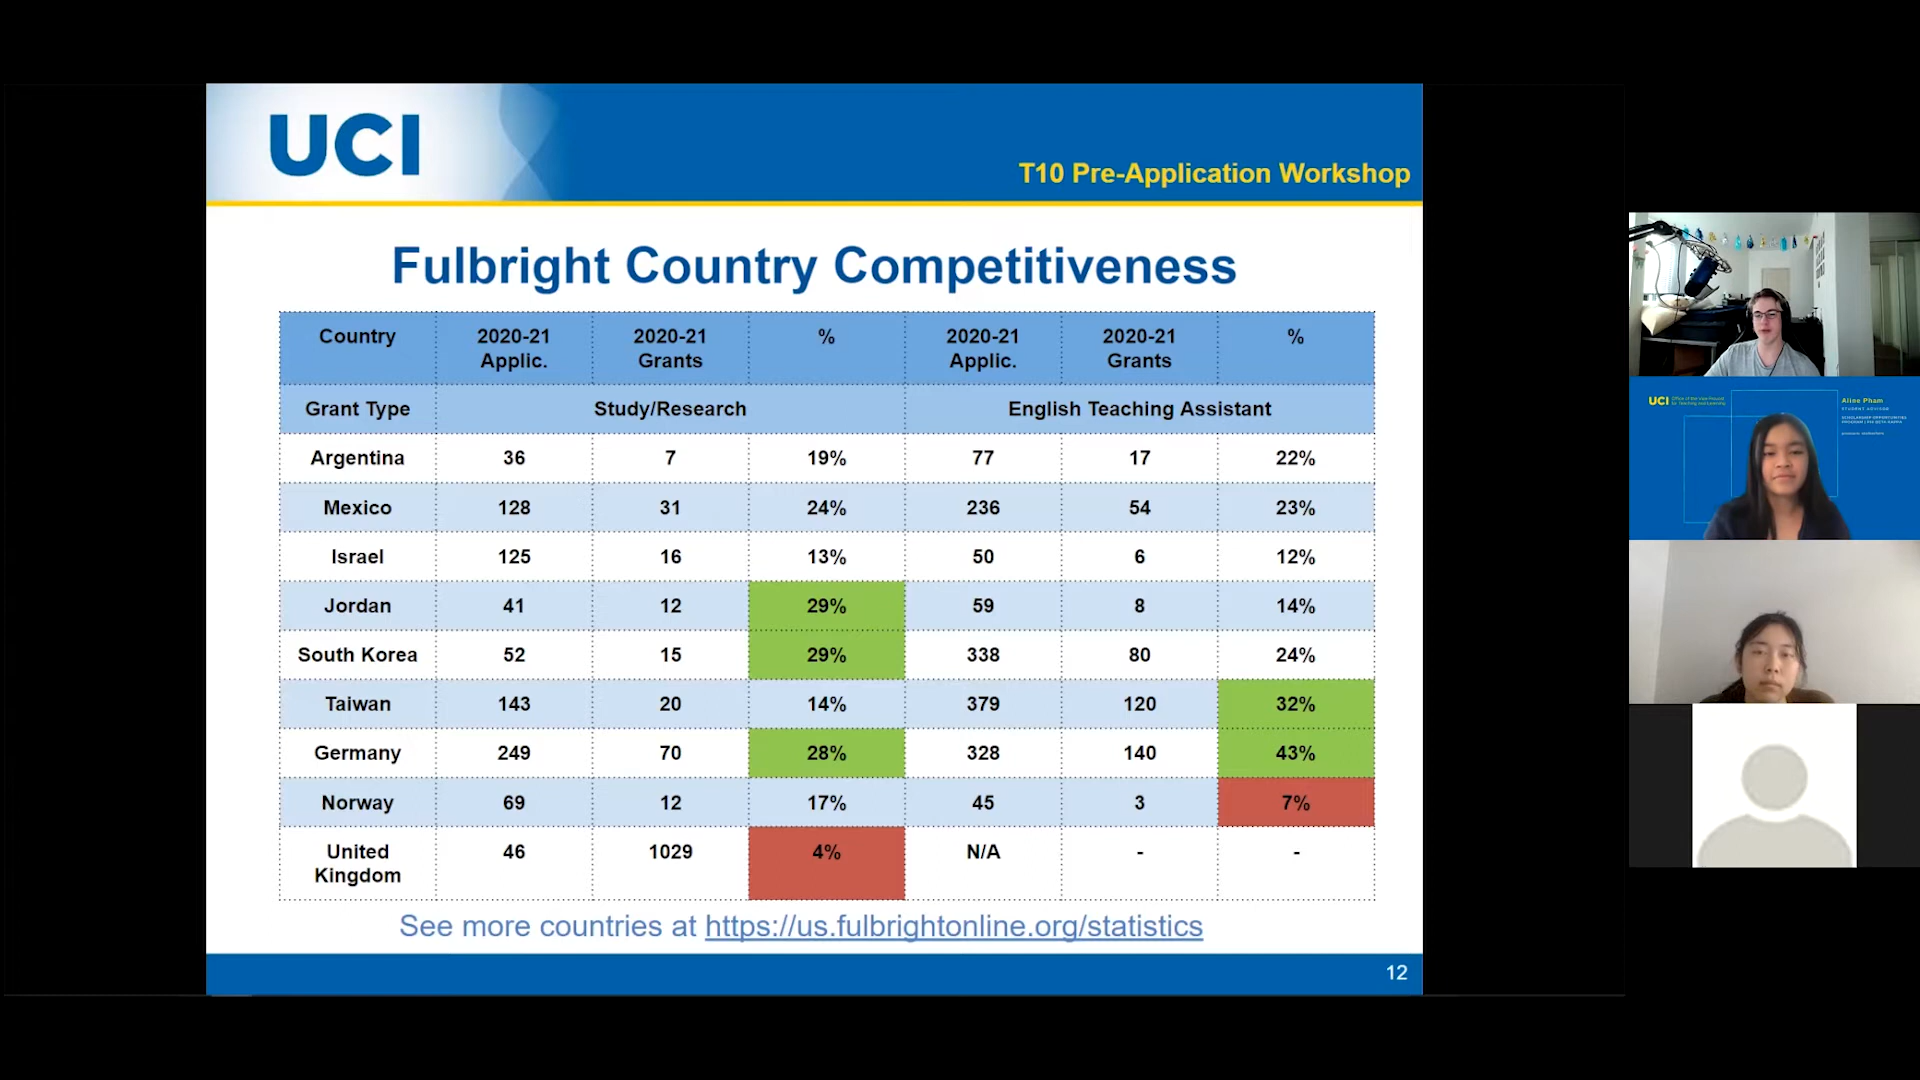 UCI
T10 Pre-Application Workshop
Fulbright Country Competitiveness
Country 2020-21 Applic. 2020-21 Grants % 2020-21 Applic. 2020-21 Grants %
Grant Type Study/Research English Teaching Assistant
Argentina 36 7 19% 77 17 22%
Mexico 128 31 24% 236 54 23%
Israel 125 16 13% 50 6 12%
Jordan 41 12 29% 59 8 14%
South Korea 52 15 29% 338 80 24%
Taiwan 143 20 14% 379 120 32%
Germany 249 70 28% 328 140 43%
Norway 69 12 17% 45 3 7%
United Kingdom 46 1029 4% N/A - -
See more countries at https://us.fulbrightonline.org/statistics
12
UCI
Aline Pham
STUDENT ADVISOR